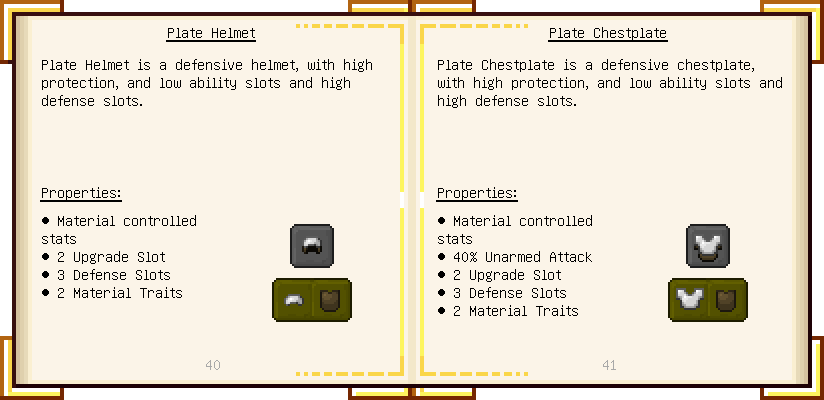 Plate Helmet
Plate Helmet is a defensive helmet, with high
protection, and low ability slots and high
defense slots.
Properties:
● Material controlled
stats
● 2 Upgrade Slot
● 3 Defense Slots
● 2 Material Traits
40
Plate Chestplate
Plate Chestplate is a defensive chestplate,
with high protection, and low ability slots and
high defense slots.
Properties:
● Material controlled
stats
● 40% Unarmed Attack
● 2 Upgrade Slot
● 3 Defense Slots
● 2 Material Traits
41